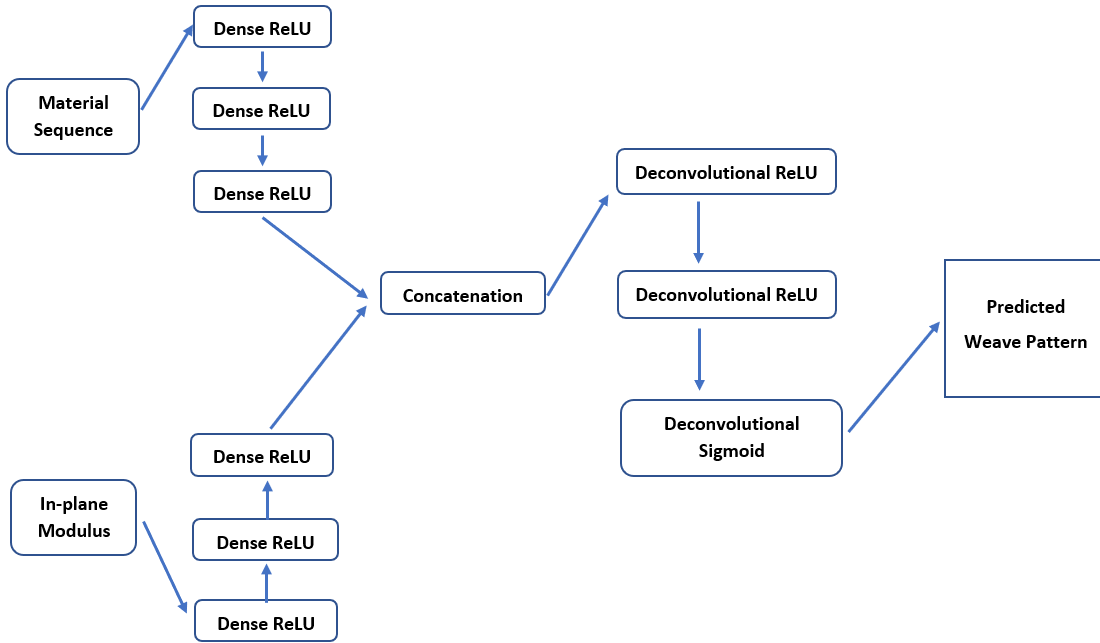 Dense ReLU
Material
Sequence
Dense ReLU
Dense ReLU
Deconvolutional ReLU
Concatenation
Deconvolutional ReLU
Predicted
Weave Pattern
Deconvolutional
Sigmoid
Dense ReLU
In-plane
Modulus
Dense ReLU
Dense ReLU